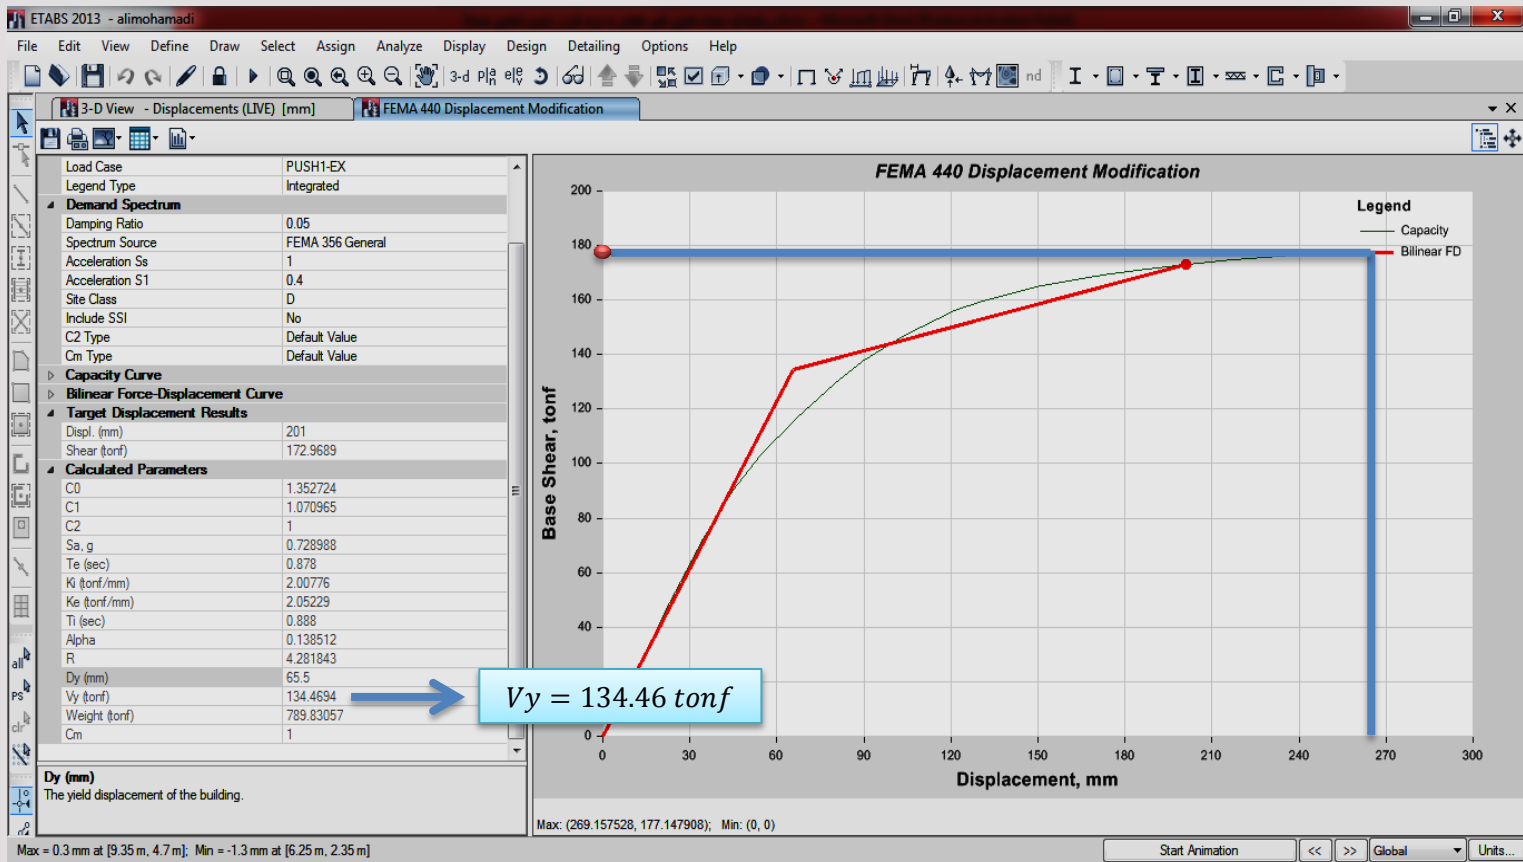 ETABS 2013 - alimohamadi
File Edit View Define Draw Select Assign Analyze Display Design Detailing Options Help
3-d nd
3-D View - Displacements (LIVE) [mm] FEMA 440 Displacement Modification
Load Case PUSH1-EX
Legend Type Integrated
Demand Spectrum
Damping Ratio 0.05
Spectrum Source FEMA 356 General
Acceleration Ss 1
Acceleration S1 0.4
Site Class D
Include SSI No
C2 Type Default Value
Cm Type Default Value
Capacity Curve
Bilinear Force-Displacement Curve
Target Displacement Results
Displ. (mm) 201
Shear (tonf) 172.9689
Calculated Parameters
C0 1.352724
C1 1.070965
C2 1
Sa, g 0.728988
Te (sec) 0.878
Ki (tonf/mm) 2.00776
Ke (tonf/mm) 2.05229
Ti (sec) 0.888
Alpha 0.138512
R 4.281843
Dy (mm) 65.5
Vy (tonf) 134.4694
Weight (tonf) 789.83057
Cm 1
Dy (mm)
The yield displacement of the building.
all
PS
clr
FEMA 440 Displacement Modification
Legend
Capacity
Bilinear FD
200
180
160
140
120
100
80
60
40
0
Base Shear, tonf
0 30 60 90 120 150 180 210 240 270 300
Displacement, mm
Vy = 134.46 tonf
Max: (269.157528, 177.147908); Min: (0, 0)
Max = 0.3 mm at [9.35 m, 4.7 m]; Min = -1.3 mm at [6.25 m, 2.35 m]
Start Animation << >> Global Units...